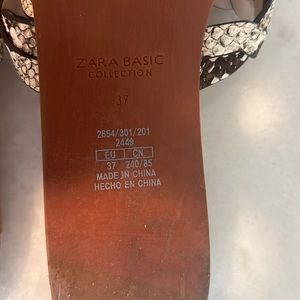 ZARA BASIC
COLLECTION
37
2654/301/201
2449
EU CN
37 240/85
MADE IN CHINA
HECHO EN CHINA